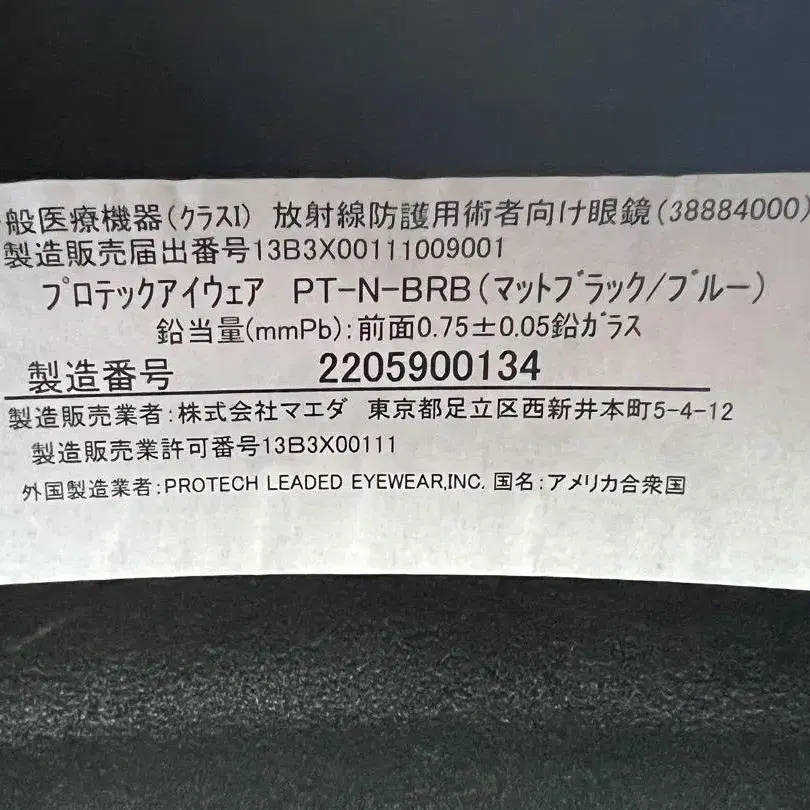 般医療機器(クラスI) 放射線防護用術者向け眼鏡(38884000)
製造販売届出番号13B3X00111009001
プロテックアイウェア PT-N-BRB(マットブラック/ブルー)
鉛当量(mmPb):前面0.75±0.05鉛ガラス
製造番号 2205900134
製造販売業者:株式会社マエダ 東京都足立区西新井本町5-4-12
製造販売業許可番号13B3X00111
外国製造業者:PROTECH LEADED EYEWEAR,INC. 国名:アメリカ合衆国